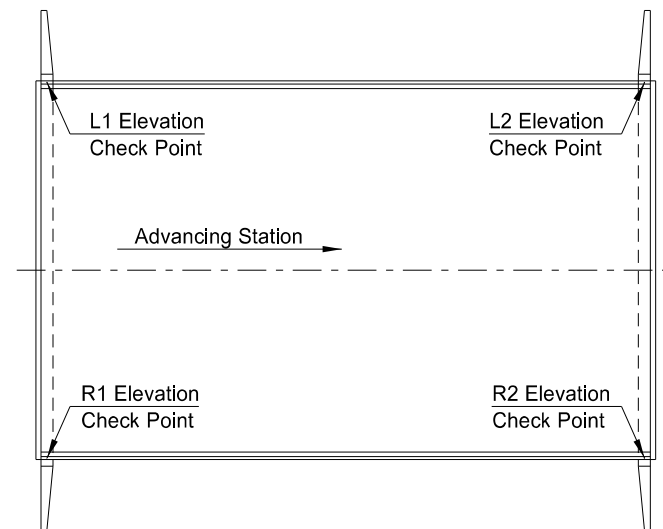 L1 Elevation
Check Point
L2 Elevation
Check Point
Advancing Station
R1 Elevation
Check Point
R2 Elevation
Check Point